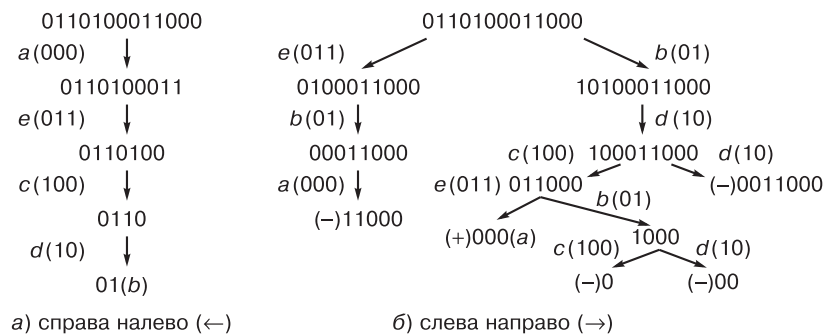 0110100011000
a(000)
0110100011
e(011)
0110100
c(100)
0110
d(10)
01(b)
а) справа налево (←)
0110100011000
e(011)
b(01)
0100011000
10100011000
b(01)
d(10)
00011000
c(100)
100011000
d(10)
a(000)
(–)11000
e(011)
011000
(–)0011000
b(01)
(+)000(a)
1000
c(100)
d(10)
(–)0
(–)00
б) слева направо (→)